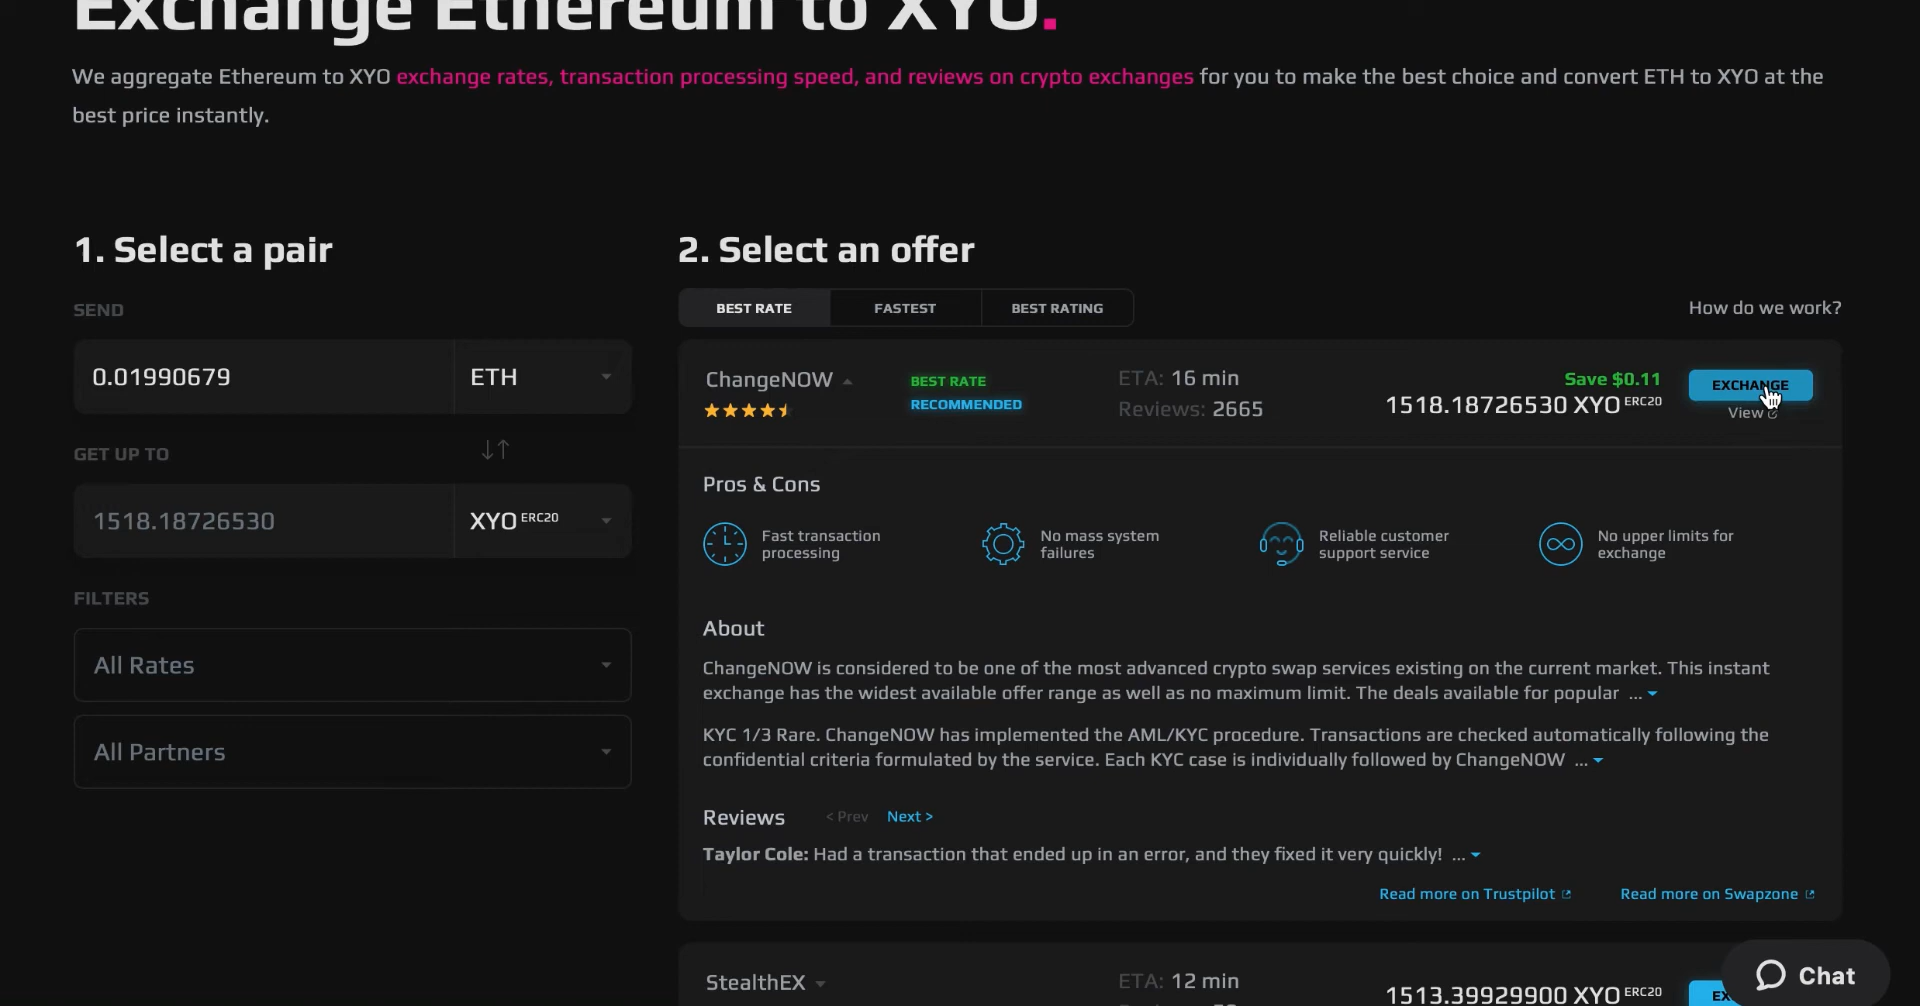 Exchange Ethereum to XYO.
We aggregate Ethereum to XYO exchange rates, transaction processing speed, and reviews on crypto exchanges for you to make the best choice and convert ETH to XYO at the
best price instantly.
1. Select a pair
SEND
0.01990679 ETH
GET UP TO
1518.18726530 XYO ERC20
FILTERS
All Rates
All Partners
2. Select an offer
BEST RATE FASTEST BEST RATING How do we work?
ChangeNOW BEST RATE ETA: 16 min Save $0.11 EXCHANGE
RECOMMENDED Reviews: 2665 1518.18726530 XYO ERC20 View
Pros & Cons
Fast transaction
processing
No mass system
failures
Reliable customer
support service
No upper limits for
exchange
About
ChangeNOW is considered to be one of the most advanced crypto swap services existing on the current market. This instant
exchange has the widest available offer range as well as no maximum limit. The deals available for popular ...
KYC 1/3 Rare. ChangeNOW has implemented the AML/KYC procedure. Transactions are checked automatically following the
confidential criteria formulated by the service. Each KYC case is individually followed by ChangeNOW ...
Reviews < Prev Next >
Taylor Cole: Had a transaction that ended up in an error, and they fixed it very quickly! ...
Read more on Trustpilot Read more on Swapzone
StealthEX ETA: 12 min
1513.39929900 XYO ERC20
Chat